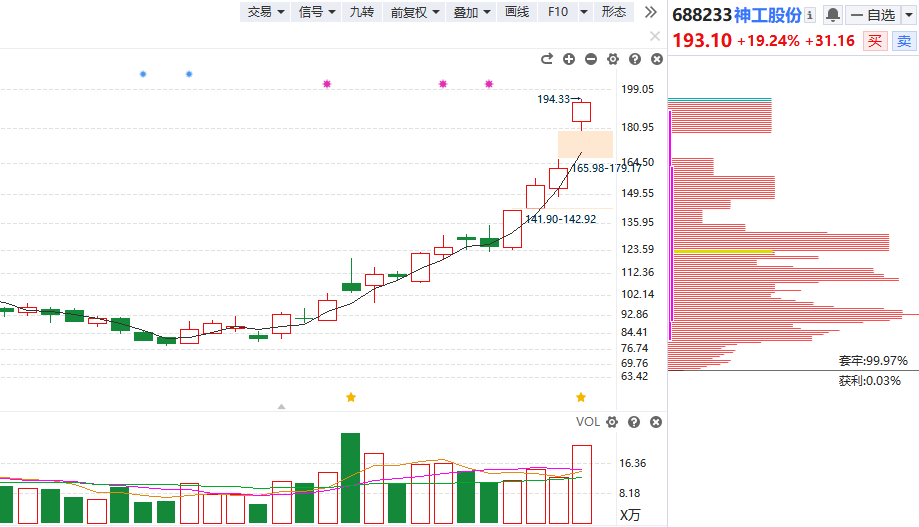 交易 信号 九转 前复权 叠加 画线 F10 形态
688233 神工股份
自选
193.10 +19.24% +31.16 买 卖
199.05
194.33
180.95
164.50
165.98-179.17
149.55
141.90-142.92
135.95
123.59
112.36
102.14
92.86
84.41
76.74
69.76
63.42
套牢:99.97%
获利:0.03%
VOL
16.36
8.18
X万